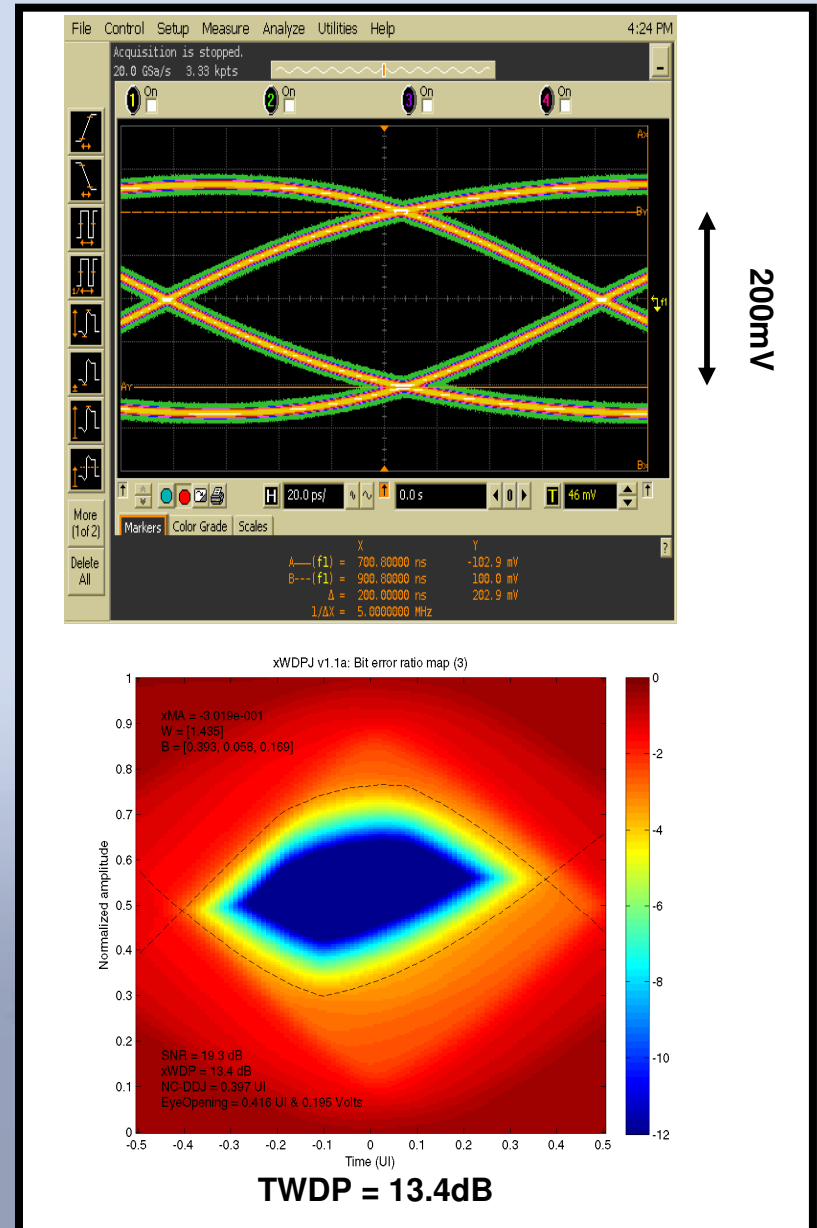 File Control Setup Measure Analyze Utilities Help 4:24 PM
Acquisition is stopped.
20.0 GSa/s 3.33 kpts
1 On 2 On 3 On 4 On
Ax
By
f1
Ay
Bx
200mV
1/
More
(1of 2)
Delete
All
H 20.0 ps/ 0.0 s 0 T 46 mV
Markers Color Grade Scales
?
X Y
A—(f1) = 700.80000 ns -102.9 mV
B---(f1) = 900.80000 ns 100.0 mV
Δ = 200.00000 ns 202.9 mV
1/ΔX = 5.0000000 MHz
xWDPJ v1.1a: Bit error ratio map (3)
xMA = -3.019e-001
W = [1.435]
B = [0.393, 0.058, 0.169]
1
0.9
0.8
0.7
0.6
0.5
0.4
0.3
0.2
0.1
0
Normalized amplitude
SNR = 19.3 dB
xWDP = 13.4 dB
NC-DDJ = 0.397 UI
EyeOpening = 0.416 UI & 0.195 Volts
-0.5 -0.4 -0.3 -0.2 -0.1 0 0.1 0.2 0.3 0.4 0.5
Time (UI)
0
-2
-4
-6
-8
-10
-12
TWDP = 13.4dB